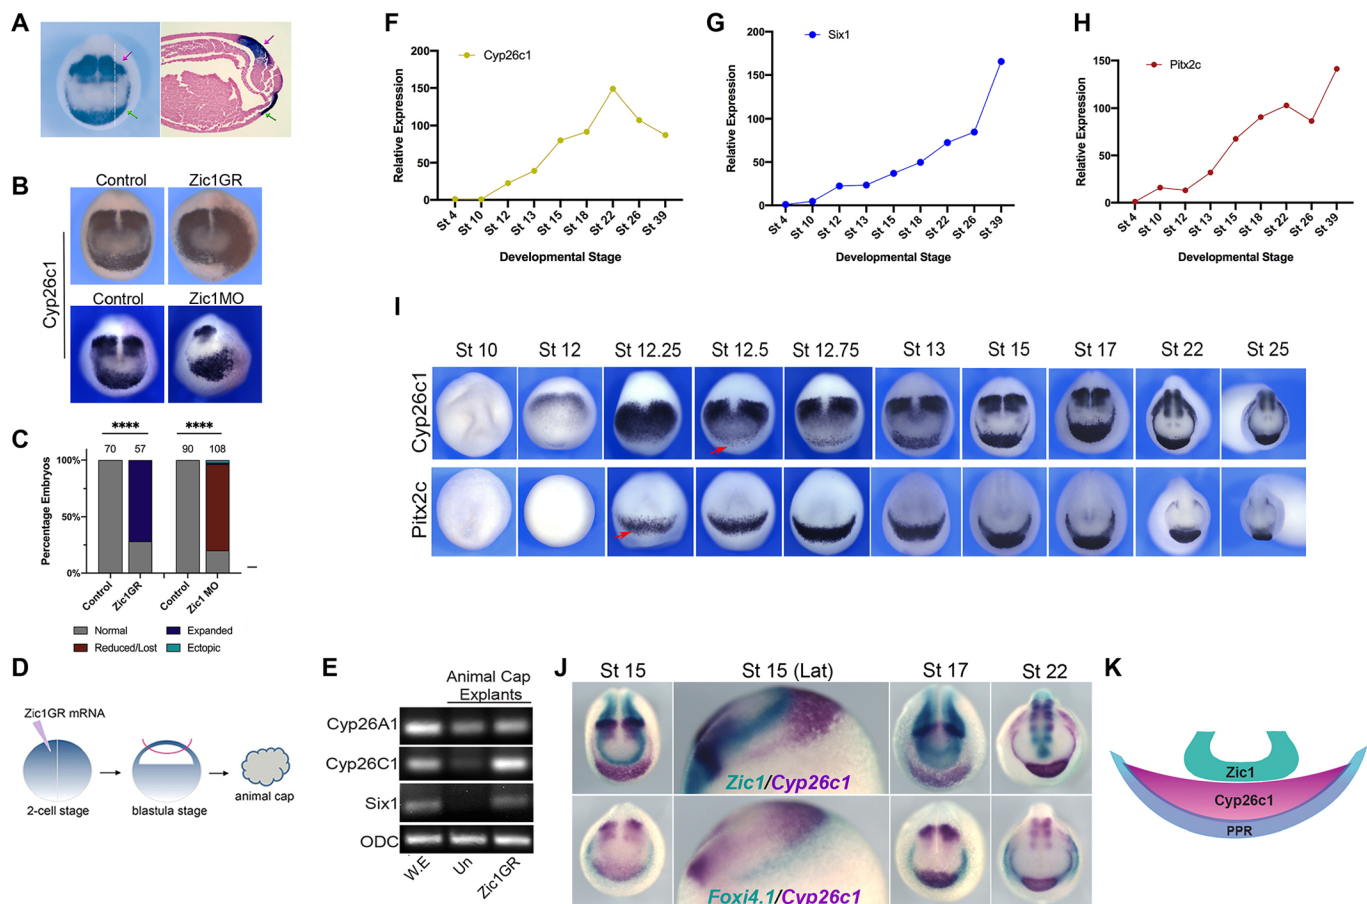 A
B
Control Zic1GR
Control Zic1MO
Cyp26c1
C
**** ****
70 57 90 108
100%
50%
0%
Percentage Embryos
Control Zic1GR Control Zic1 MO
Normal Expanded
Reduced/Lost Ectopic
D
Zic1GR mRNA
2-cell stage blastula stage animal cap
E
Animal Cap
Explants
Cyp26A1
Cyp26C1
Six1
ODC
W.E Un Zic1GR
F
Cyp26c1
200
150
100
50
0
Relative Expression
St 4 St 10 St 12 St 13 St 15 St 18 St 22 St 26 St 39
Developmental Stage
G
Six1
200
150
100
50
0
Relative Expression
St 4 St 10 St 12 St 13 St 15 St 18 St 22 St 26 St 39
Developmental Stage
H
Pitx2c
150
100
50
0
Relative Expression
St 4 St 10 St 12 St 13 St 15 St 18 St 22 St 26 St 39
Developmental Stage
I
St 10 St 12 St 12.25 St 12.5 St 12.75 St 13 St 15 St 17 St 22 St 25
Cyp26c1
Pitx2c
J
St 15 St 15 (Lat) St 17 St 22
Zic1/Cyp26c1
Foxi4.1/Cyp26c1
K
Zic1
Cyp26c1
PPR